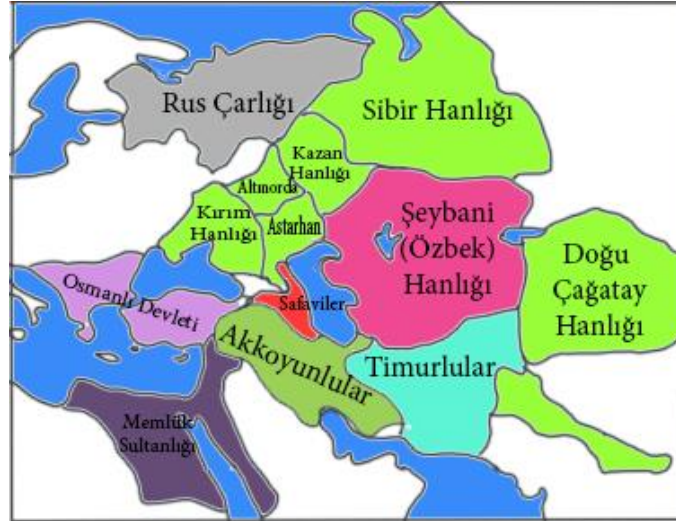 Rus Çarlığı
Sibir Hanlığı
Kazan
Hanlığı
Altınorda
Kırım
Hanlığı
Astarhan
Şeybani
(Özbek)
Hanlığı
Doğu
Çağatay
Hanlığı
Osmanlı Devleti
Safaviler
Akkoyunlular
Timurlular
Memlük
Sultanlığı